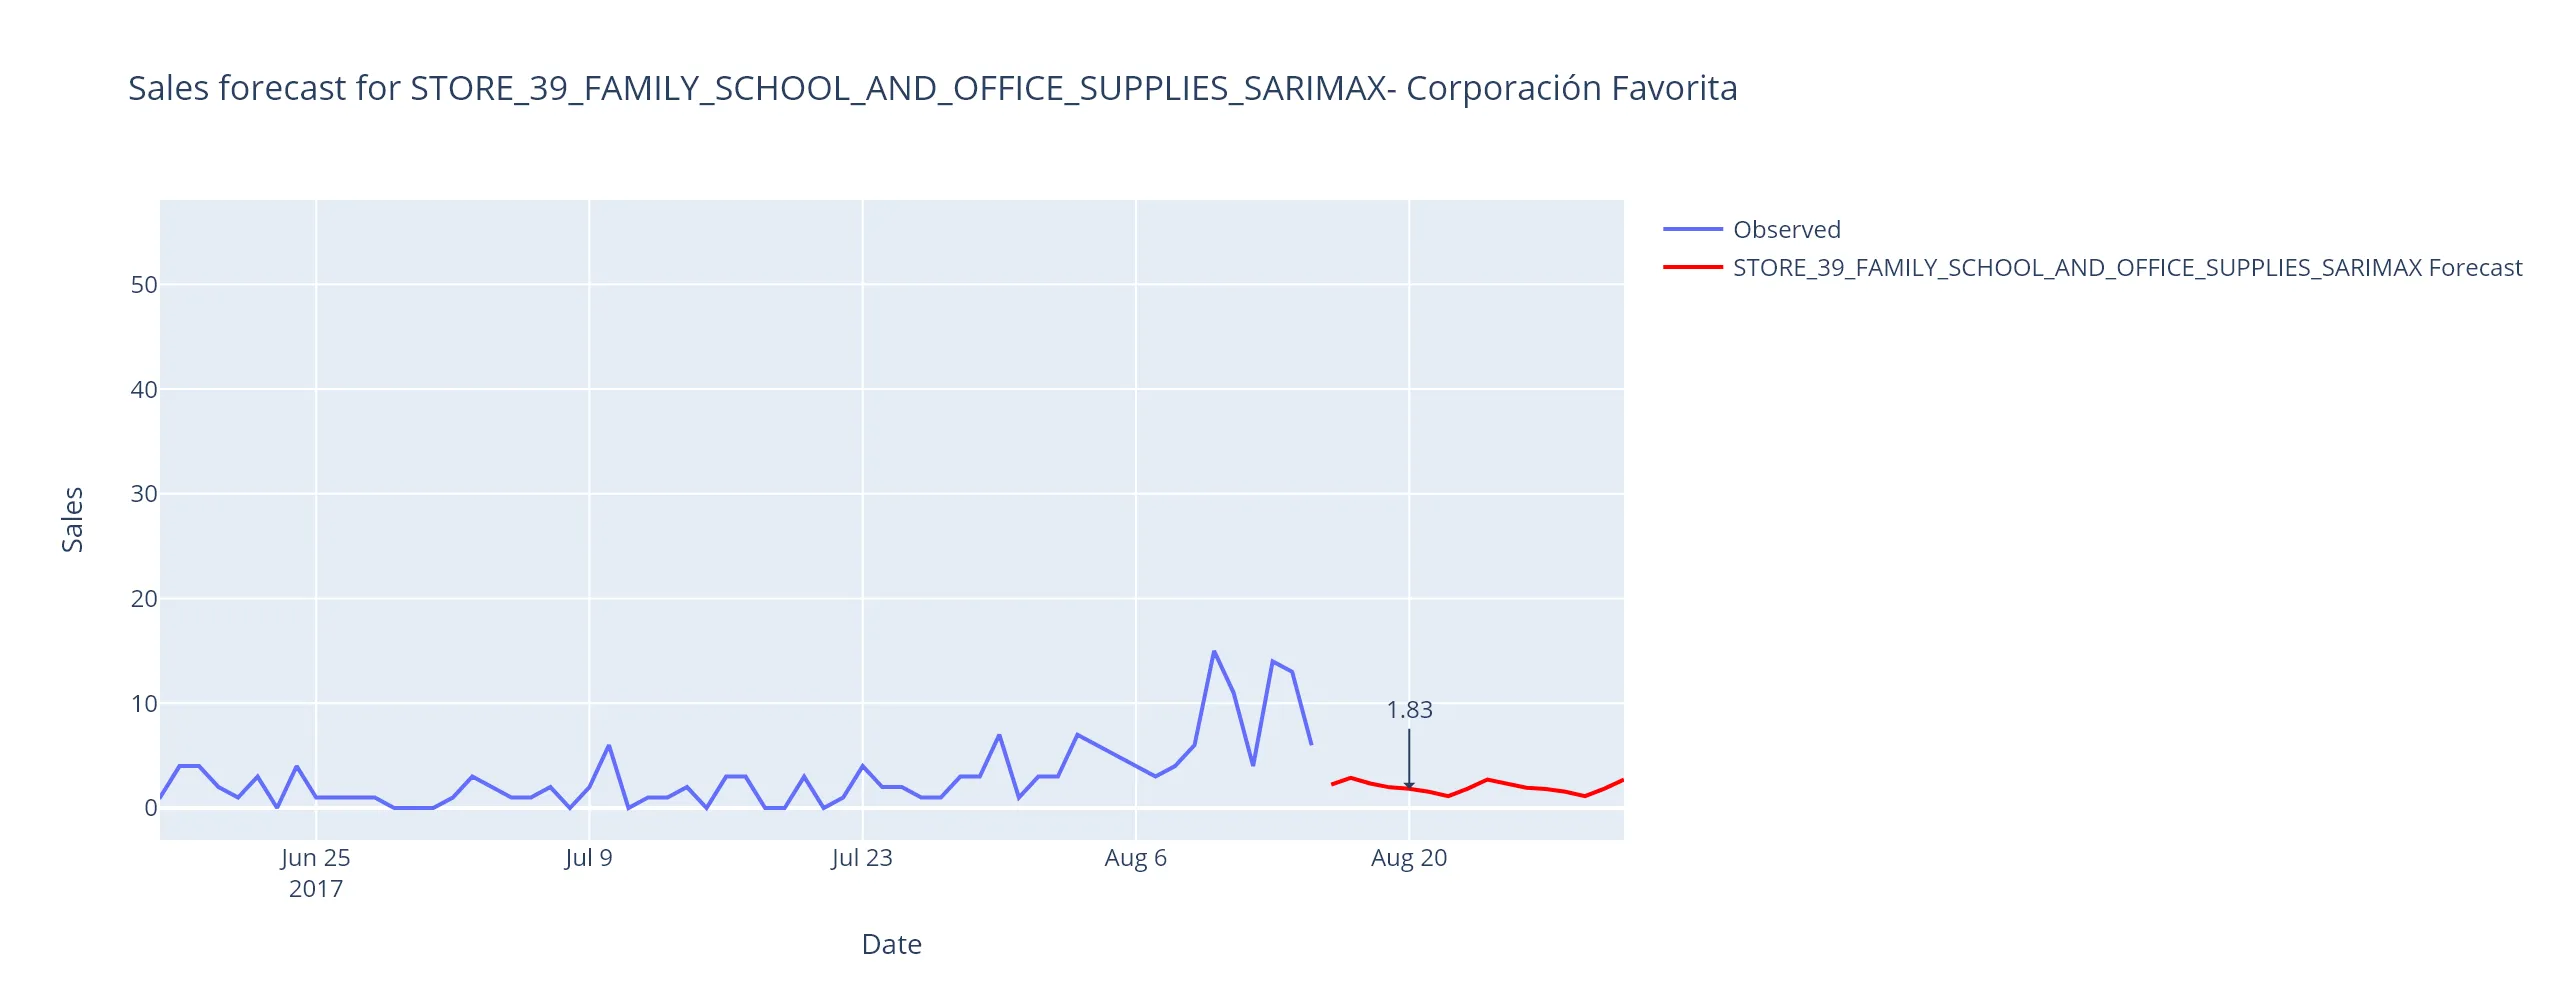 Sales forecast for STORE_39_FAMILY_SCHOOL_AND_OFFICE_SUPPLIES_SARIMAX- Corporación Favorita
Observed
STORE_39_FAMILY_SCHOOL_AND_OFFICE_SUPPLIES_SARIMAX Forecast
50
40
30
20
10
0
Sales
1.83
Jun 25
2017
Jul 9
Jul 23
Aug 6
Aug 20
Date